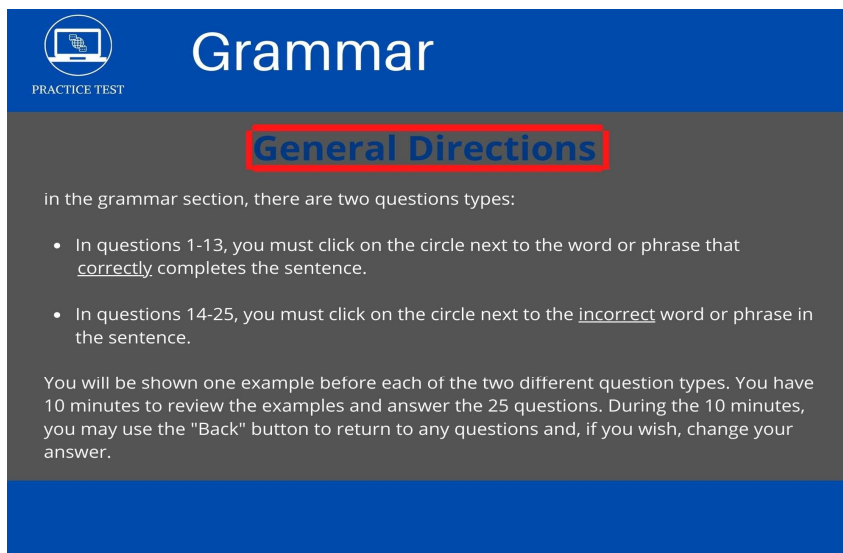 Grammar
PRACTICE TEST
General Directions
in the grammar section, there are two questions types:
• In questions 1-13, you must click on the circle next to the word or phrase that
correctly completes the sentence.
• In questions 14-25, you must click on the circle next to the incorrect word or phrase in
the sentence.
You will be shown one example before each of the two different question types. You have
10 minutes to review the examples and answer the 25 questions. During the 10 minutes,
you may use the "Back" button to return to any questions and, if you wish, change your
answer.